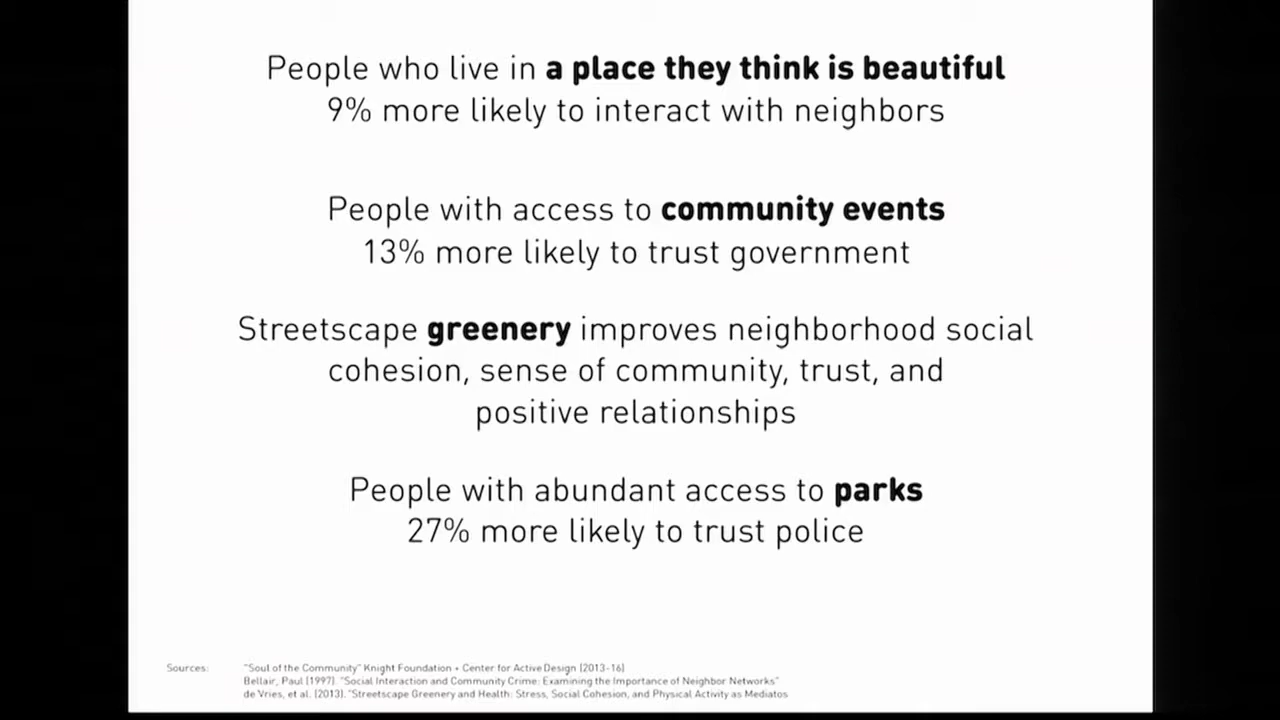 People who live in a place they think is beautiful
9% more likely to interact with neighbors
People with access to community events
13% more likely to trust government
Streetscape greenery improves neighborhood social
cohesion, sense of community, trust, and
positive relationships
People with abundant access to parks
27% more likely to trust police
Sources:
"Soul of the Community" Knight Foundation + Center for Active Design (2013-16)
Bellair, Paul (1997). "Social Interaction and Community Crime: Examining the Importance of Neighbor Networks"
de Vries, et al. (2013). "Streetscape Greenery and Health: Stress, Social Cohesion, and Physical Activity as Mediatos